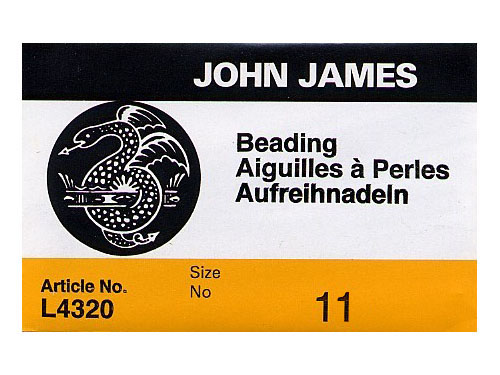 JOHN JAMES
Beading
Aiguilles à Perles
Aufreihnadeln
Article No.
L4320
Size
No
11